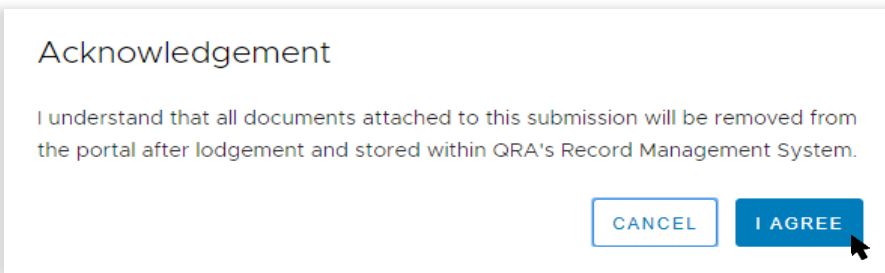 Acknowledgement
I understand that all documents attached to this submission will be removed from
the portal after lodgement and stored within QRA's Record Management System.
CANCEL I AGREE